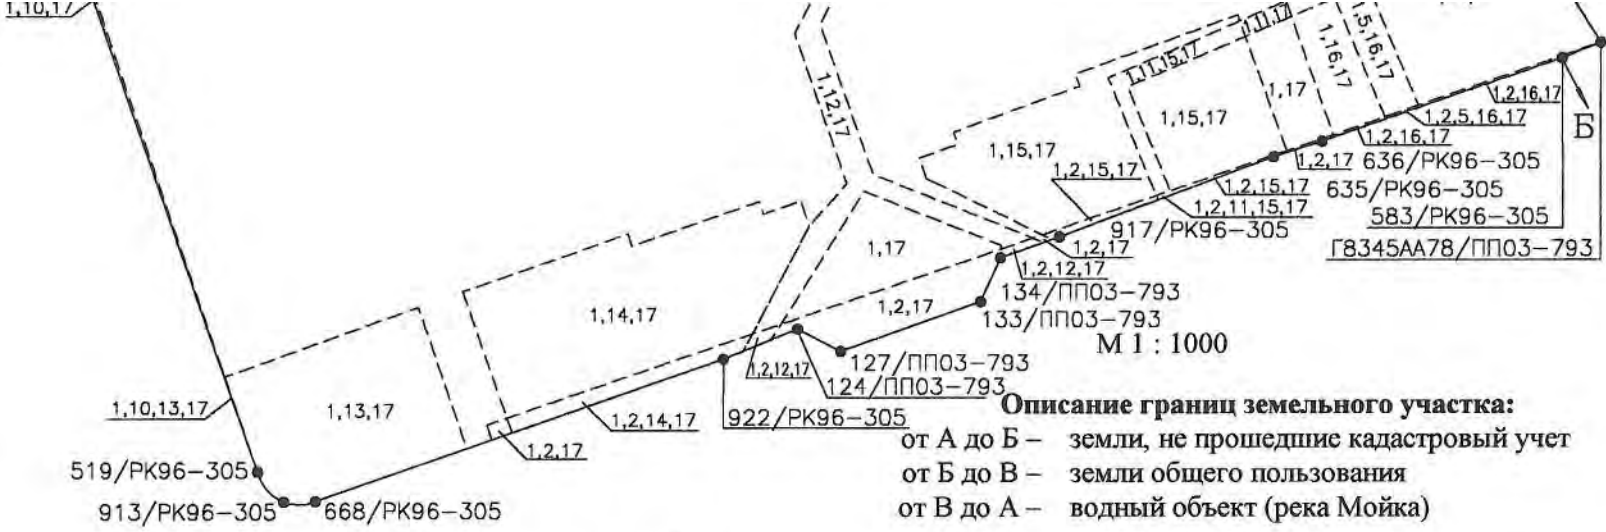 1,10,17
1,12,17
1,11,15,17
1,11,17
1,16,17
1,5,16,17
1,17
1,15,17
1,15,17
1,2,16,17
1,2,5,16,17
Б
1,2,16,17
1,2,17
636/РК96-305
1,2,15,17
1,2,15,17
635/РК96-305
1,2,11,15,17
583/РК96-305
917/РК96-305
Г8345АА78/ПП03-793
1,17
1,2,17
1,2,12,17
134/ПП03-793
1,2,17
133/ПП03-793
1,14,17
М 1 : 1000
127/ПП03-793
1,2,12,17
124/ПП03-793
1,10,13,17
1,13,17
1,2,14,17
922/РК96-305
1,2,17
Описание границ земельного участка:
от А до Б – земли, не прошедшие кадастровый учет
от Б до В – земли общего пользования
от В до А – водный объект (река Мойка)
519/РК96-305
913/РК96-305
668/РК96-305